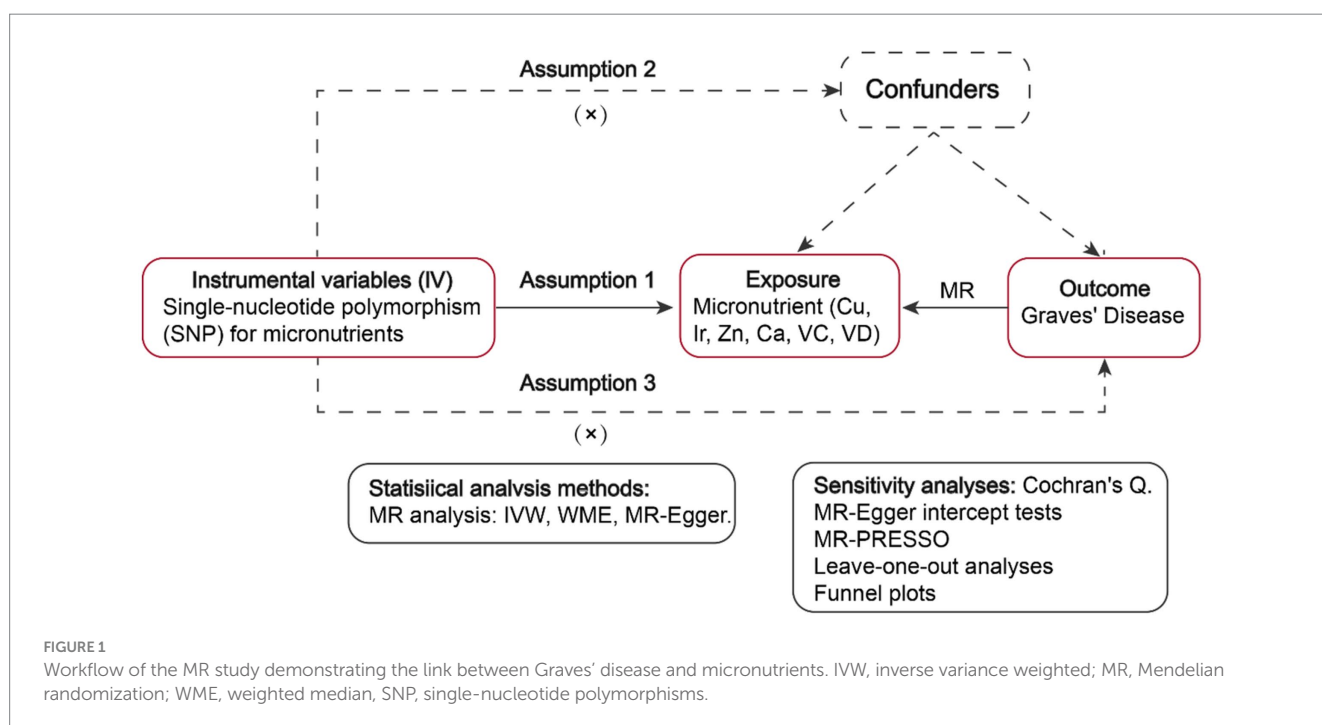 Assumption 2
(×)
Confunders
Instrumental variables (IV)
Single-nucleotide polymorphism
(SNP) for micronutrients
Assumption 1
Exposure
Micronutrient (Cu,
Ir, Zn, Ca, VC, VD)
MR
Outcome
Graves' Disease
Assumption 3
(×)
Statisiical analvsis methods:
MR analysis: IVW, WME, MR-Egger.
Sensitivity analyses: Cochran's Q.
MR-Egger intercept tests
MR-PRESSO
Leave-one-out analyses
Funnel plots
FIGURE 1
Workflow of the MR study demonstrating the link between Graves’ disease and micronutrients. IVW, inverse variance weighted; MR, Mendelian
randomization; WME, weighted median, SNP, single-nucleotide polymorphisms.